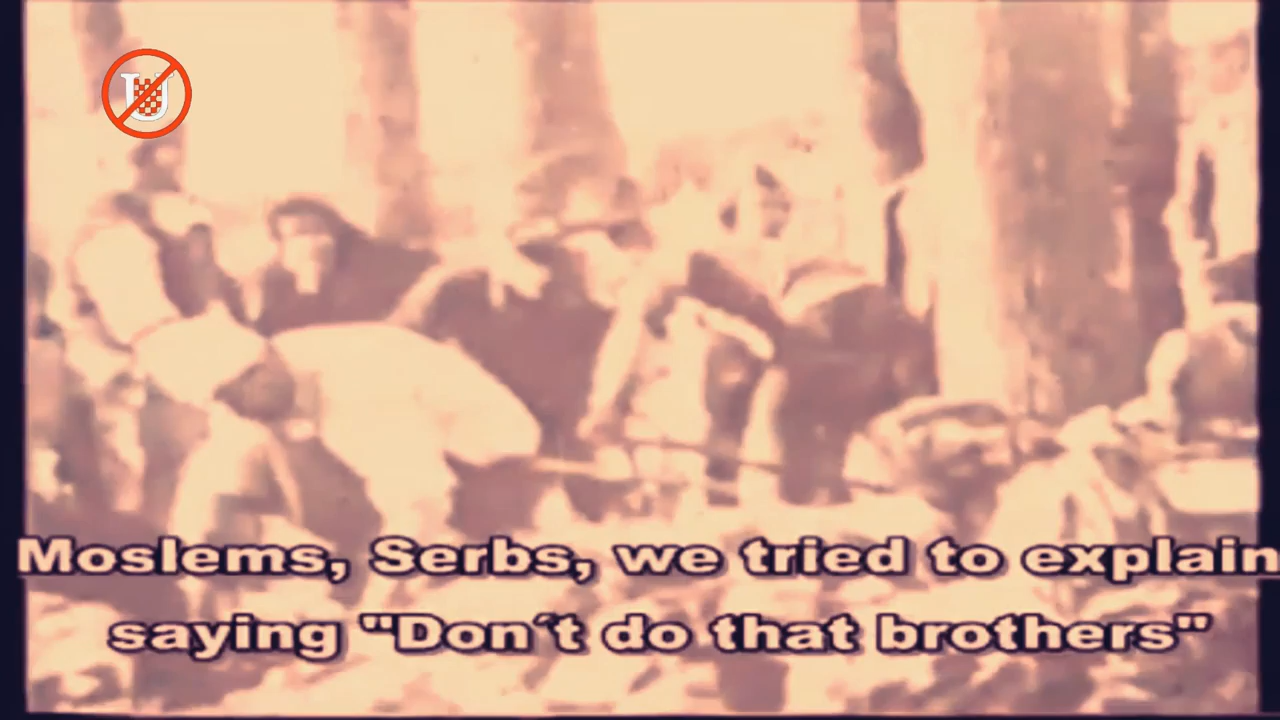 U
Moslems, Serbs, we tried to explain
saying "Don´t do that brothers"